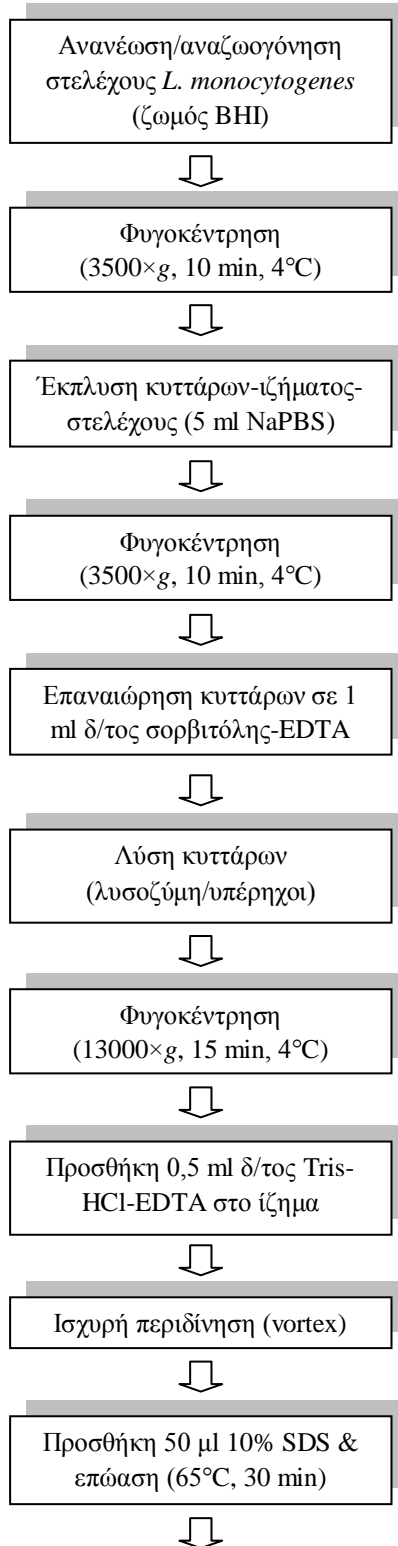 Ανανέωση/αναζωογόνηση
στελέχους L. monocytogenes
(ζωμός BHI)
Φυγοκέντρηση
(3500×g, 10 min, 4°C)
Έκπλυση κυττάρων-ιζήματος-
στελέχους (5 ml NaPBS)
Φυγοκέντρηση
(3500×g, 10 min, 4°C)
Επαναιώρηση κυττάρων σε 1
ml δ/τος σορβιτόλης-EDTA
Λύση κυττάρων
(λυσοζύμη/υπέρηχοι)
Φυγοκέντρηση
(13000×g, 15 min, 4°C)
Προσθήκη 0,5 ml δ/τος Tris-
HCl-EDTA στο ίζημα
Ισχυρή περιδίνηση (vortex)
Προσθήκη 50 μl 10% SDS &
επώαση (65°C, 30 min)